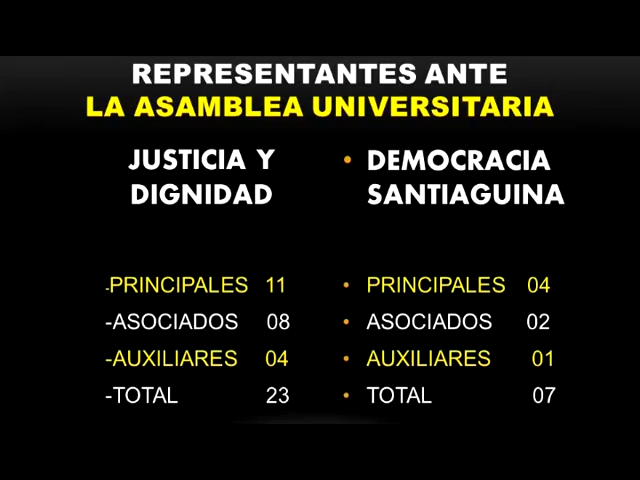 REPRESENTANTES ANTE
LA ASAMBLEA UNIVERSITARIA
JUSTICIA Y
DIGNIDAD
-PRINCIPALES 11
-ASOCIADOS 08
-AUXILIARES 04
-TOTAL 23
• DEMOCRACIA
SANTIAGUINA
• PRINCIPALES 04
• ASOCIADOS 02
• AUXILIARES 01
• TOTAL 07